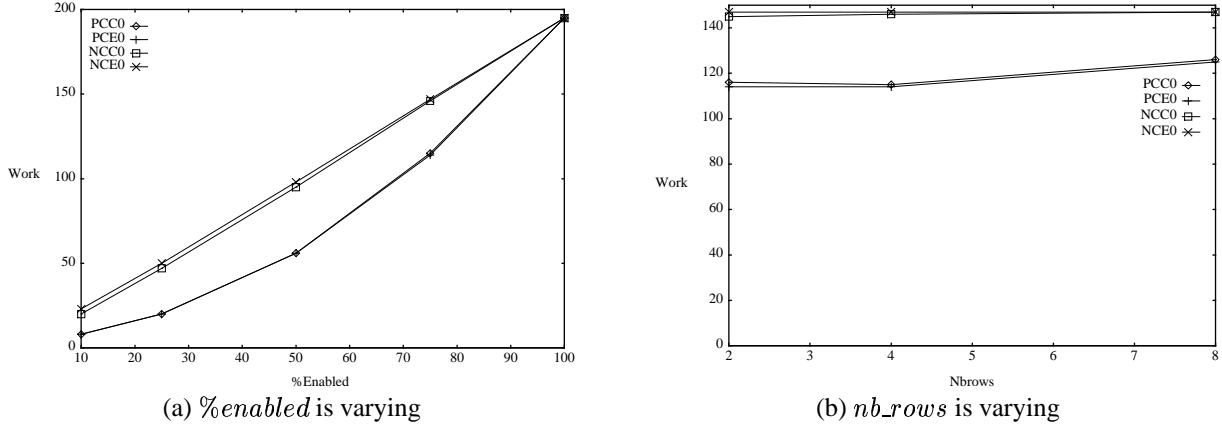 200
150
100
50
0
Work
PCC0
PCE0
NCC0
NCE0
10 20 30 40 50 60 70 80 90 100
%Enabled
(a) %enabled is varying
140
120
100
80
60
40
20
0
Work
PCC0
PCE0
NCC0
NCE0
2 3 4 5 6 7 8
Nbrows
(b) nb_rows is varying